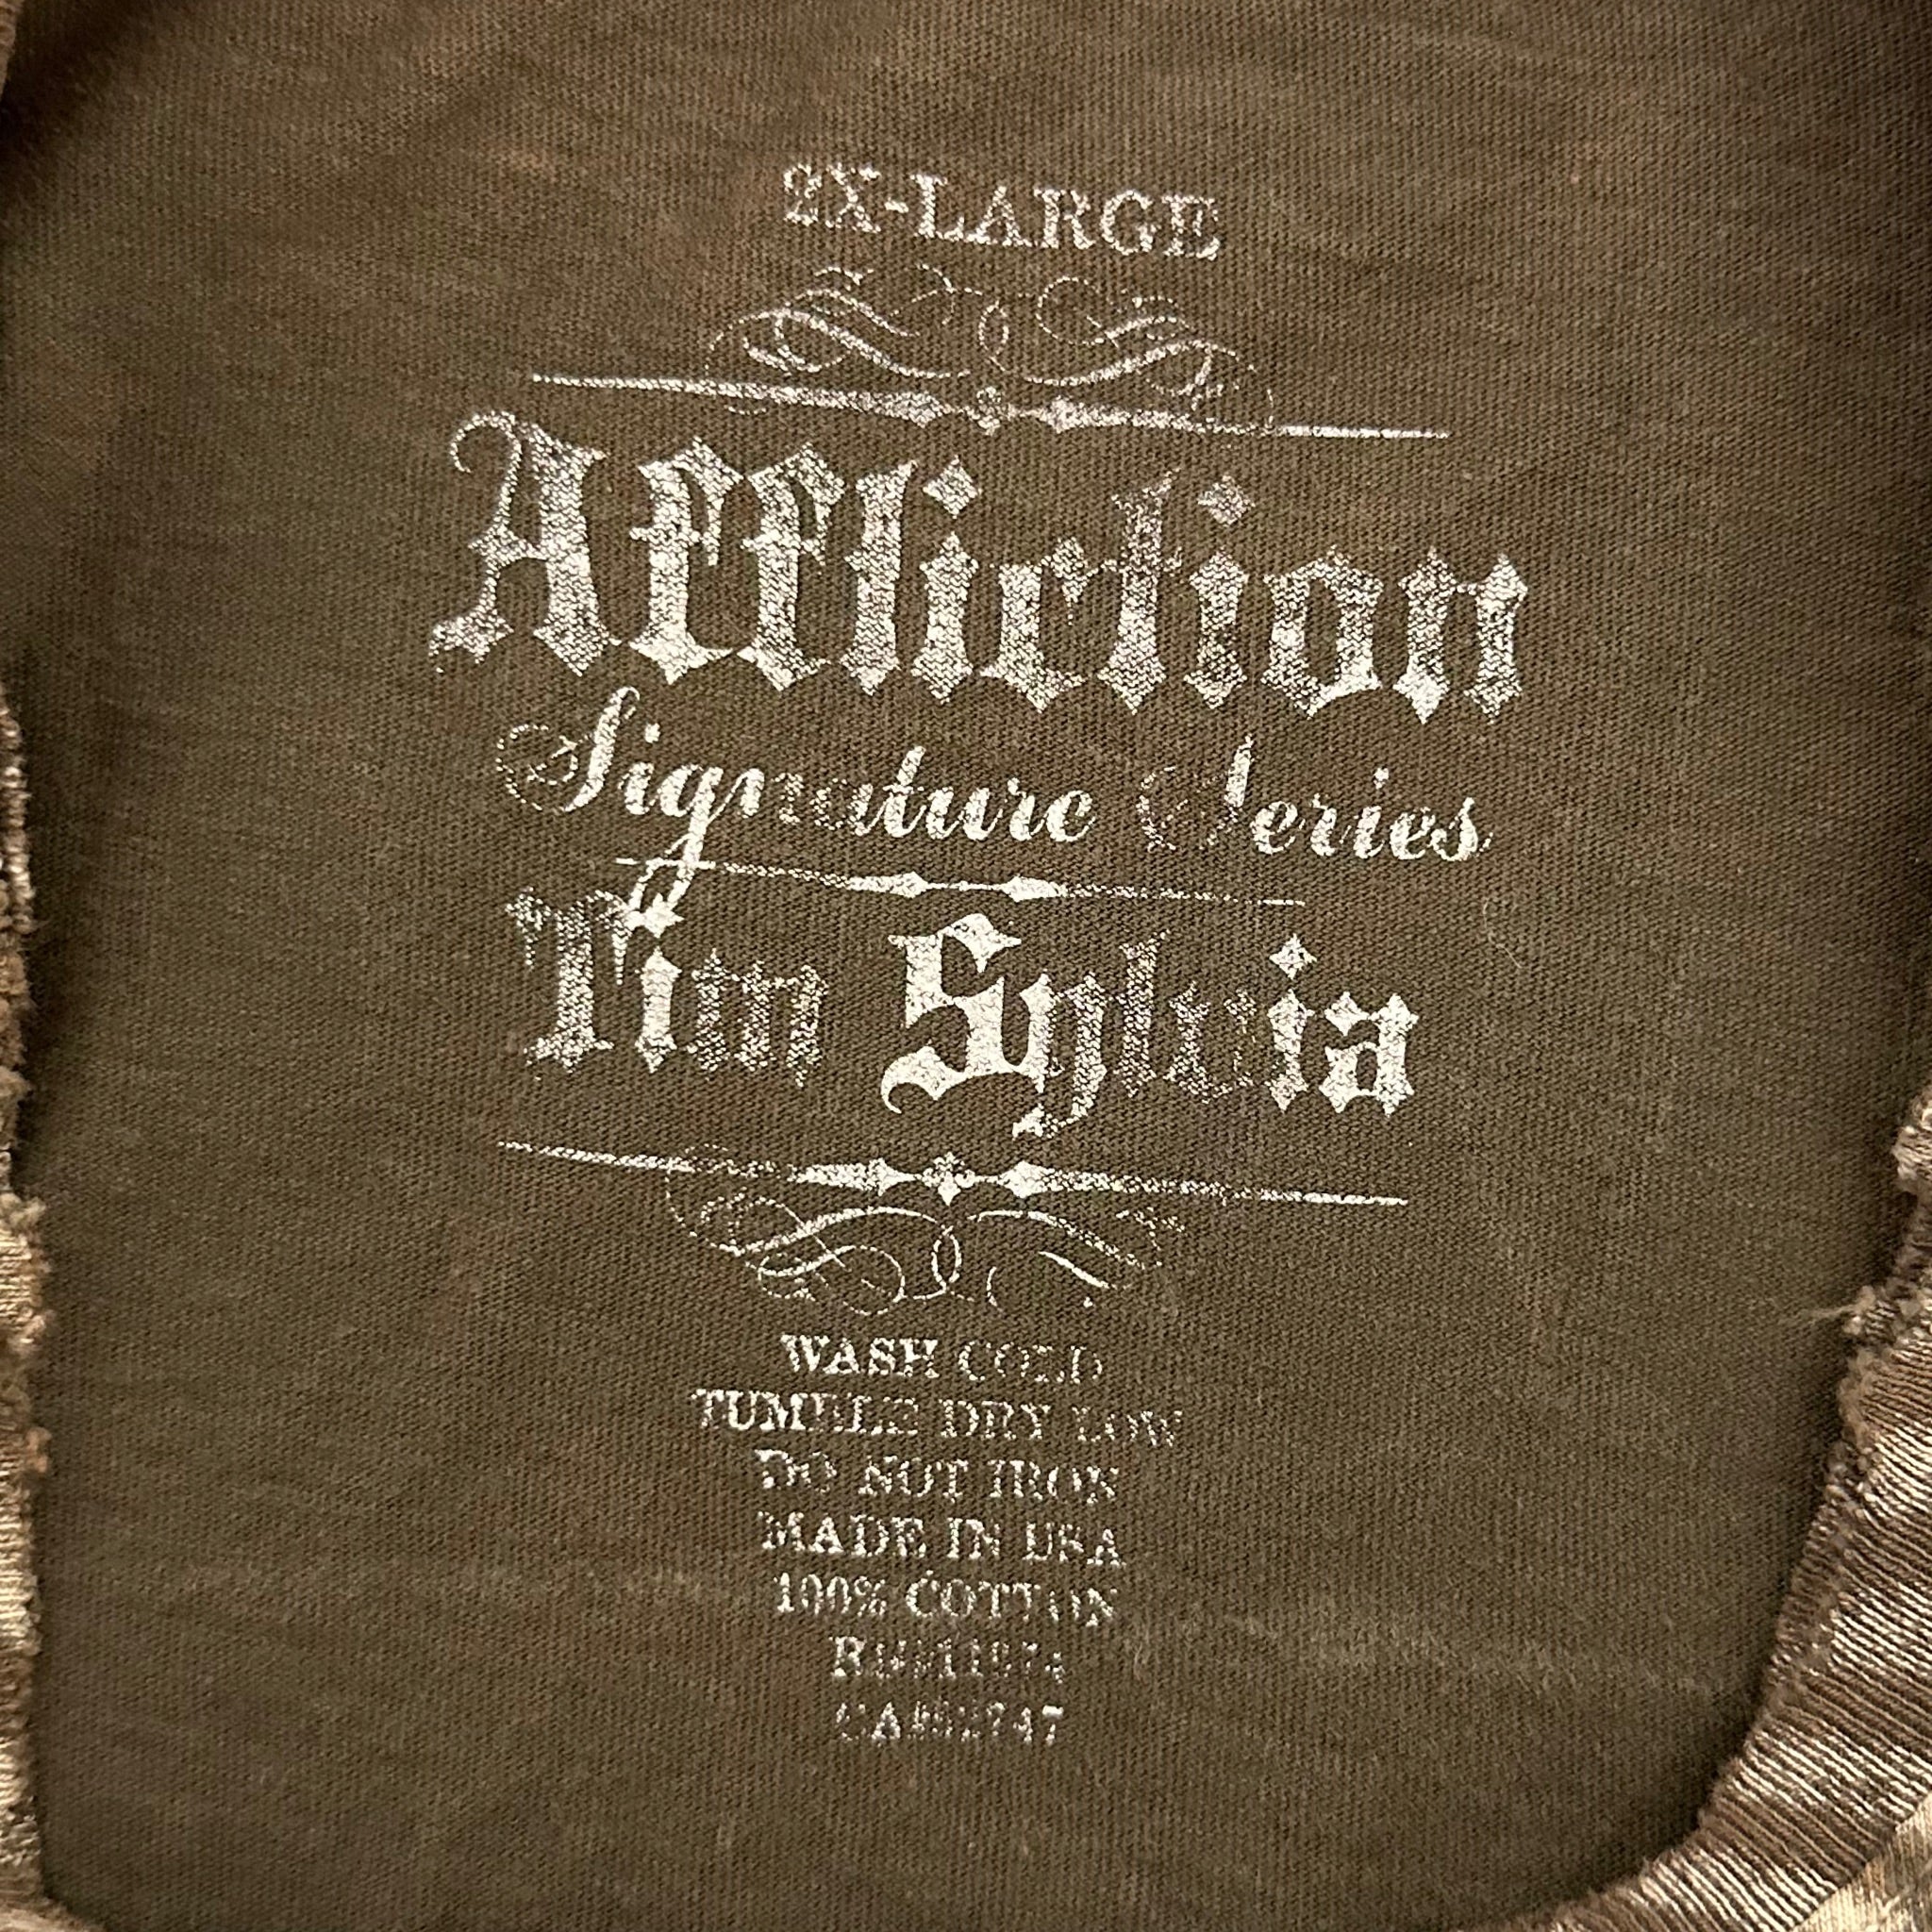 2X-LARGE
Affliction
Signature Series
Tim Sylvia
WASH COLD
TUMBLE DRY LOW
DO NOT IRON
MADE IN USA
100% COTTON